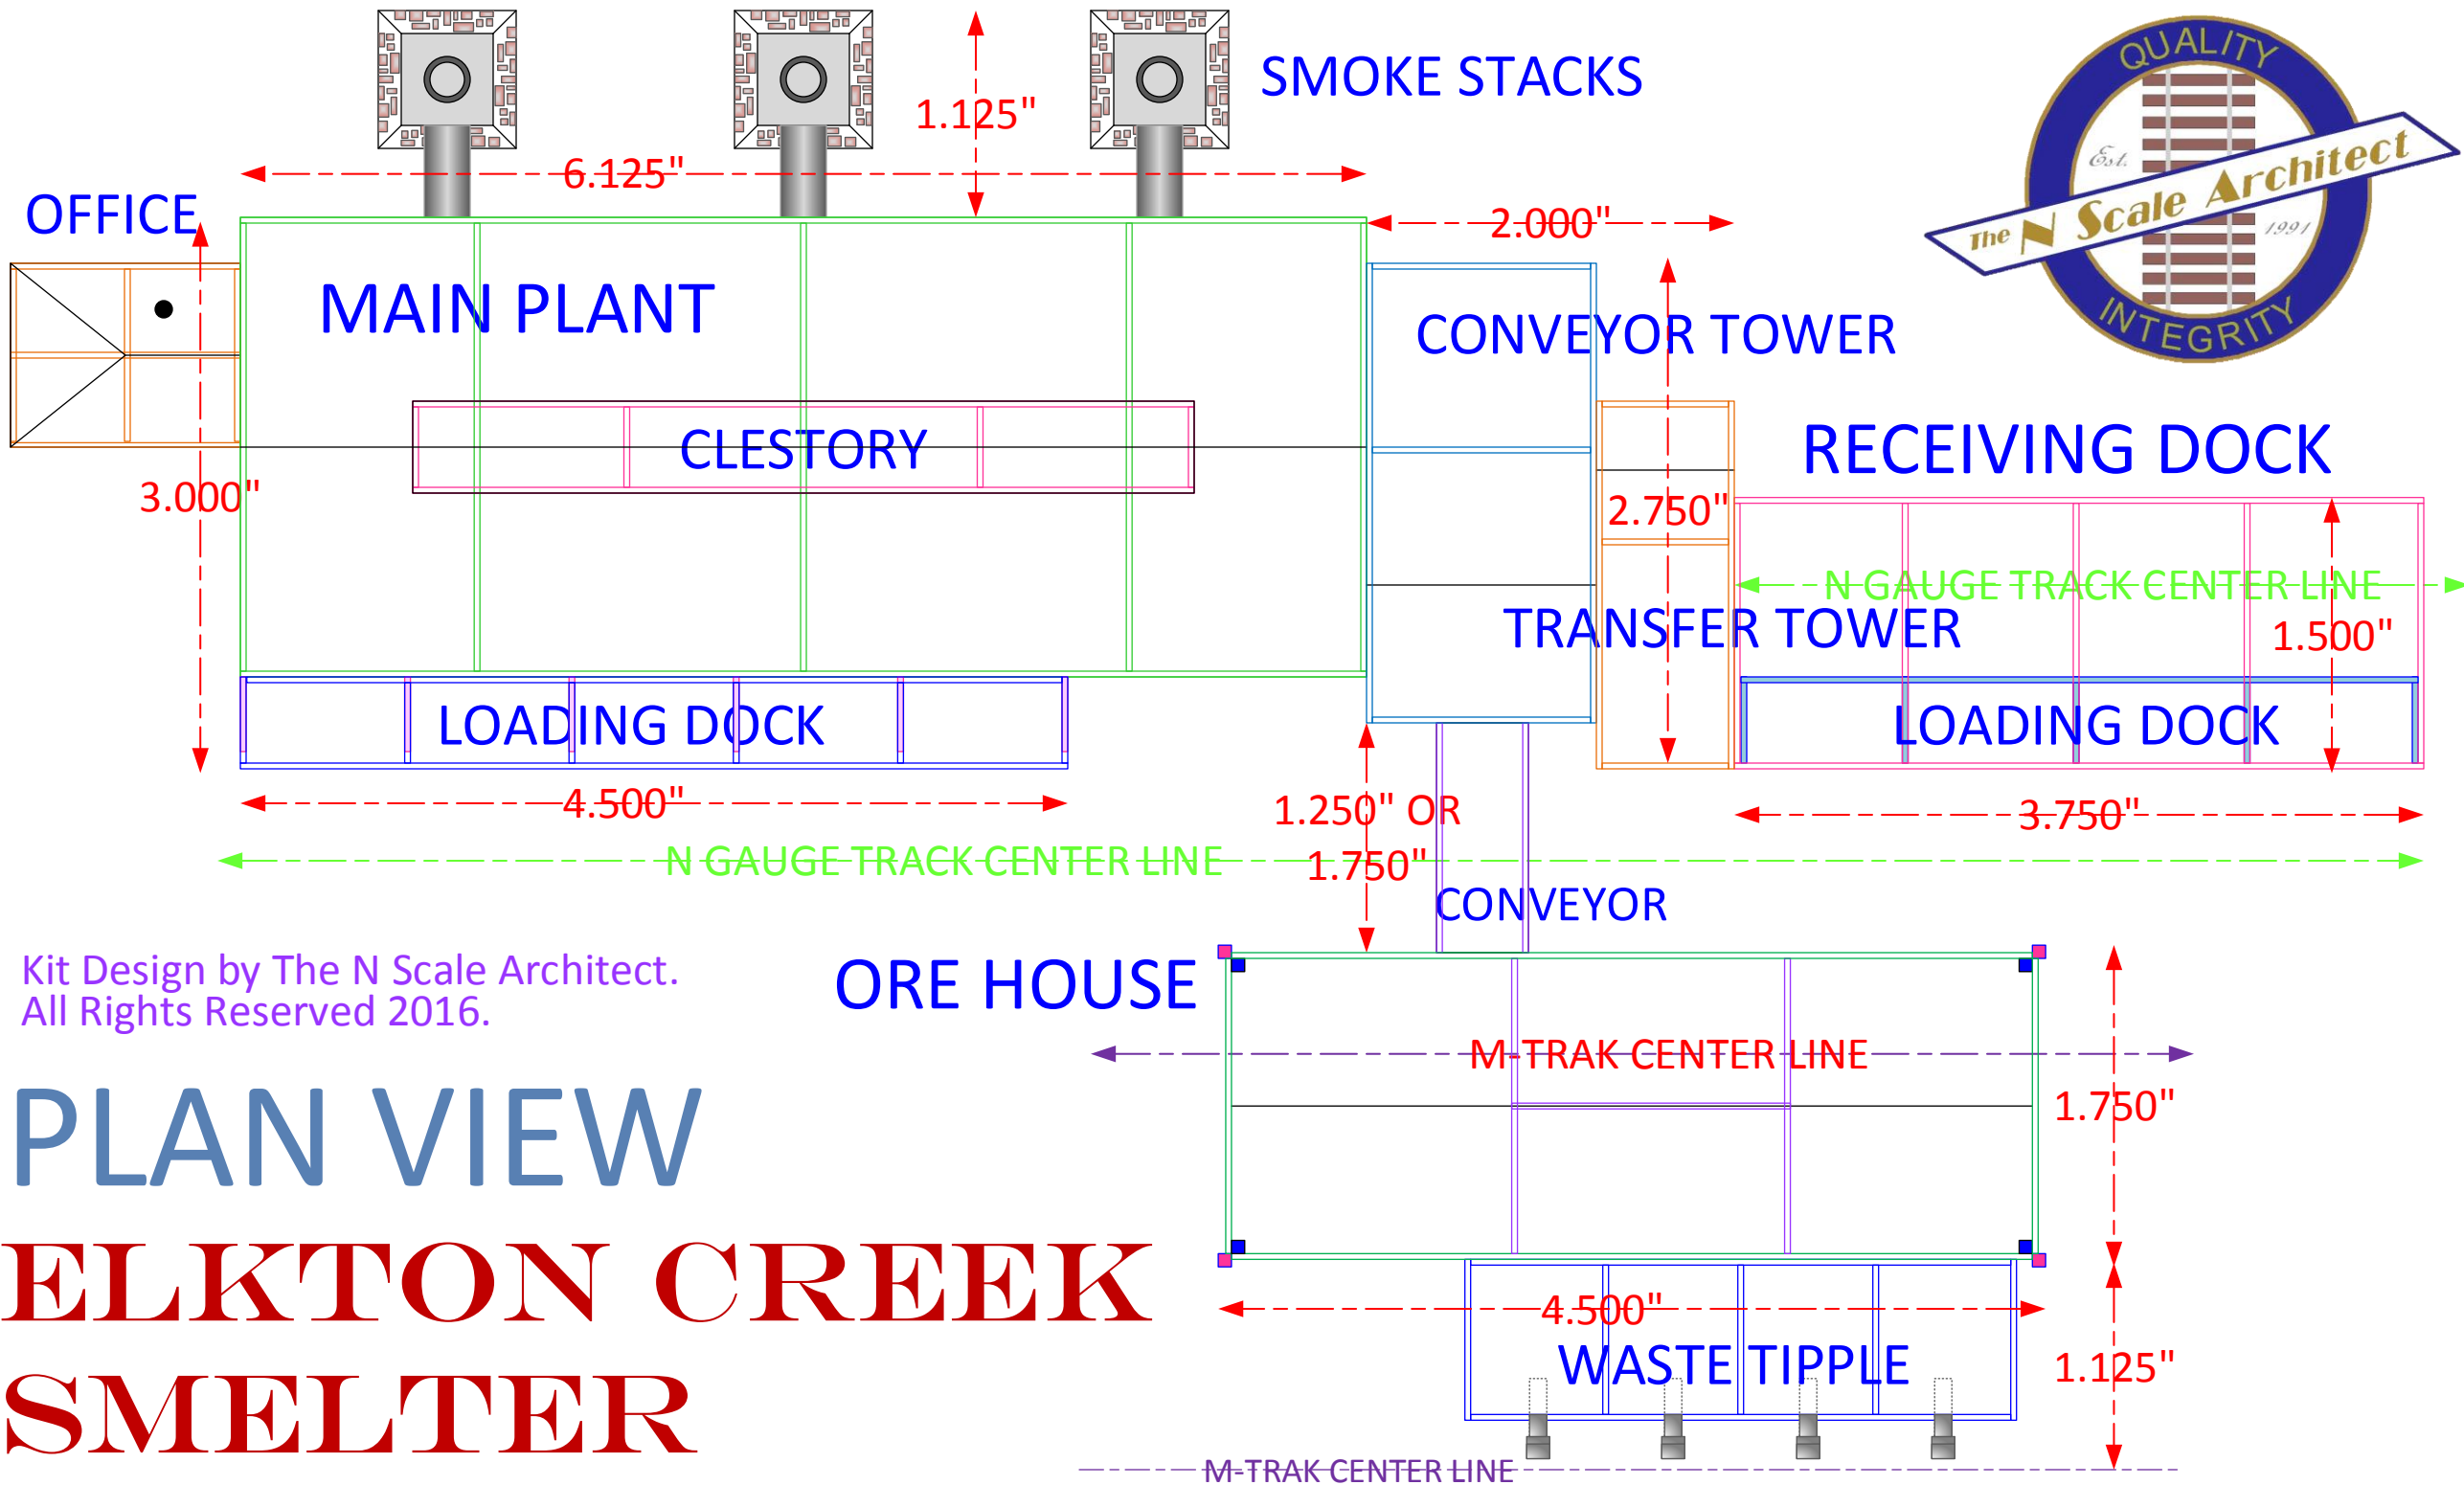 SMOKE STACKS
QUALITY
Est.
The N Scale Architect
1991
INTEGRITY
1.125"
6.125"
OFFICE
2.000"
MAIN PLANT
CONVEYOR TOWER
CLESTORY
RECEIVING DOCK
3.000"
2.750"
N GAUGE TRACK CENTER LINE
TRANSFER TOWER
1.500"
LOADING DOCK
LOADING DOCK
4.500"
1.250" OR
1.750"
3.750"
N GAUGE TRACK CENTER LINE
CONVEYOR
Kit Design by The N Scale Architect.
All Rights Reserved 2016.
ORE HOUSE
M-TRAK CENTER LINE
1.750"
PLAN VIEW
ELKTON CREEK
SMELTER
4.500"
WASTE TIPPLE
1.125"
M-TRAK CENTER LINE